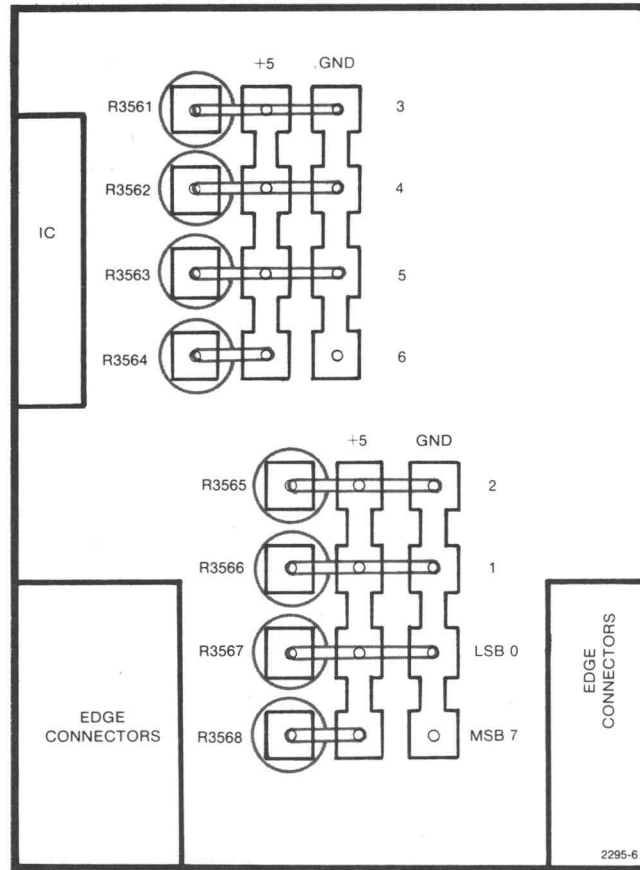 +5 GND
R3561 3
R3562 4
IC
R3563 5
R3564 6
+5 GND
R3565 2
R3566 1
R3567 LSB 0
R3568 MSB 7
EDGE
CONNECTORS
EDGE
CONNECTORS
2295-6